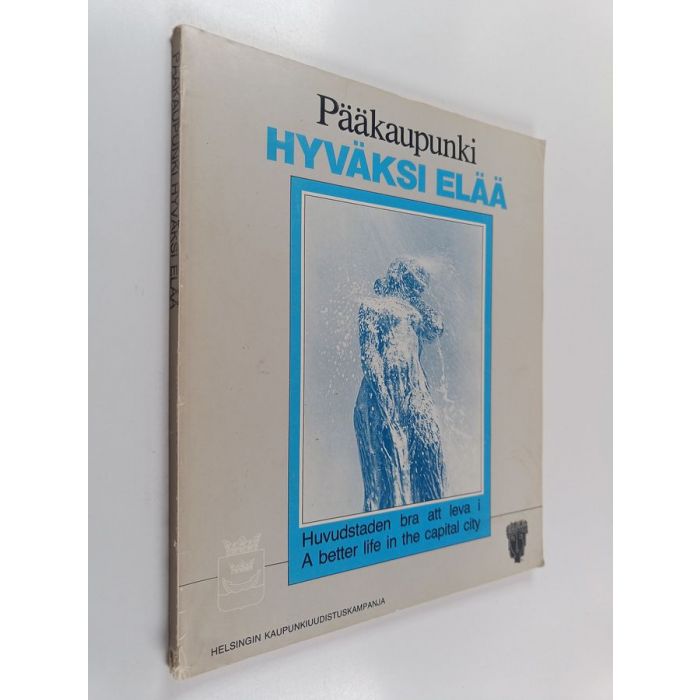 PÄÄKAUPUNKI HYVÄKSI ELÄÄ
Pääkaupunki
HYVÄKSI ELÄÄ
Huvudstaden bra att leva i
A better life in the capital city
HELSINGIN KAUPUNKIUUDISTUSKAMPANJA